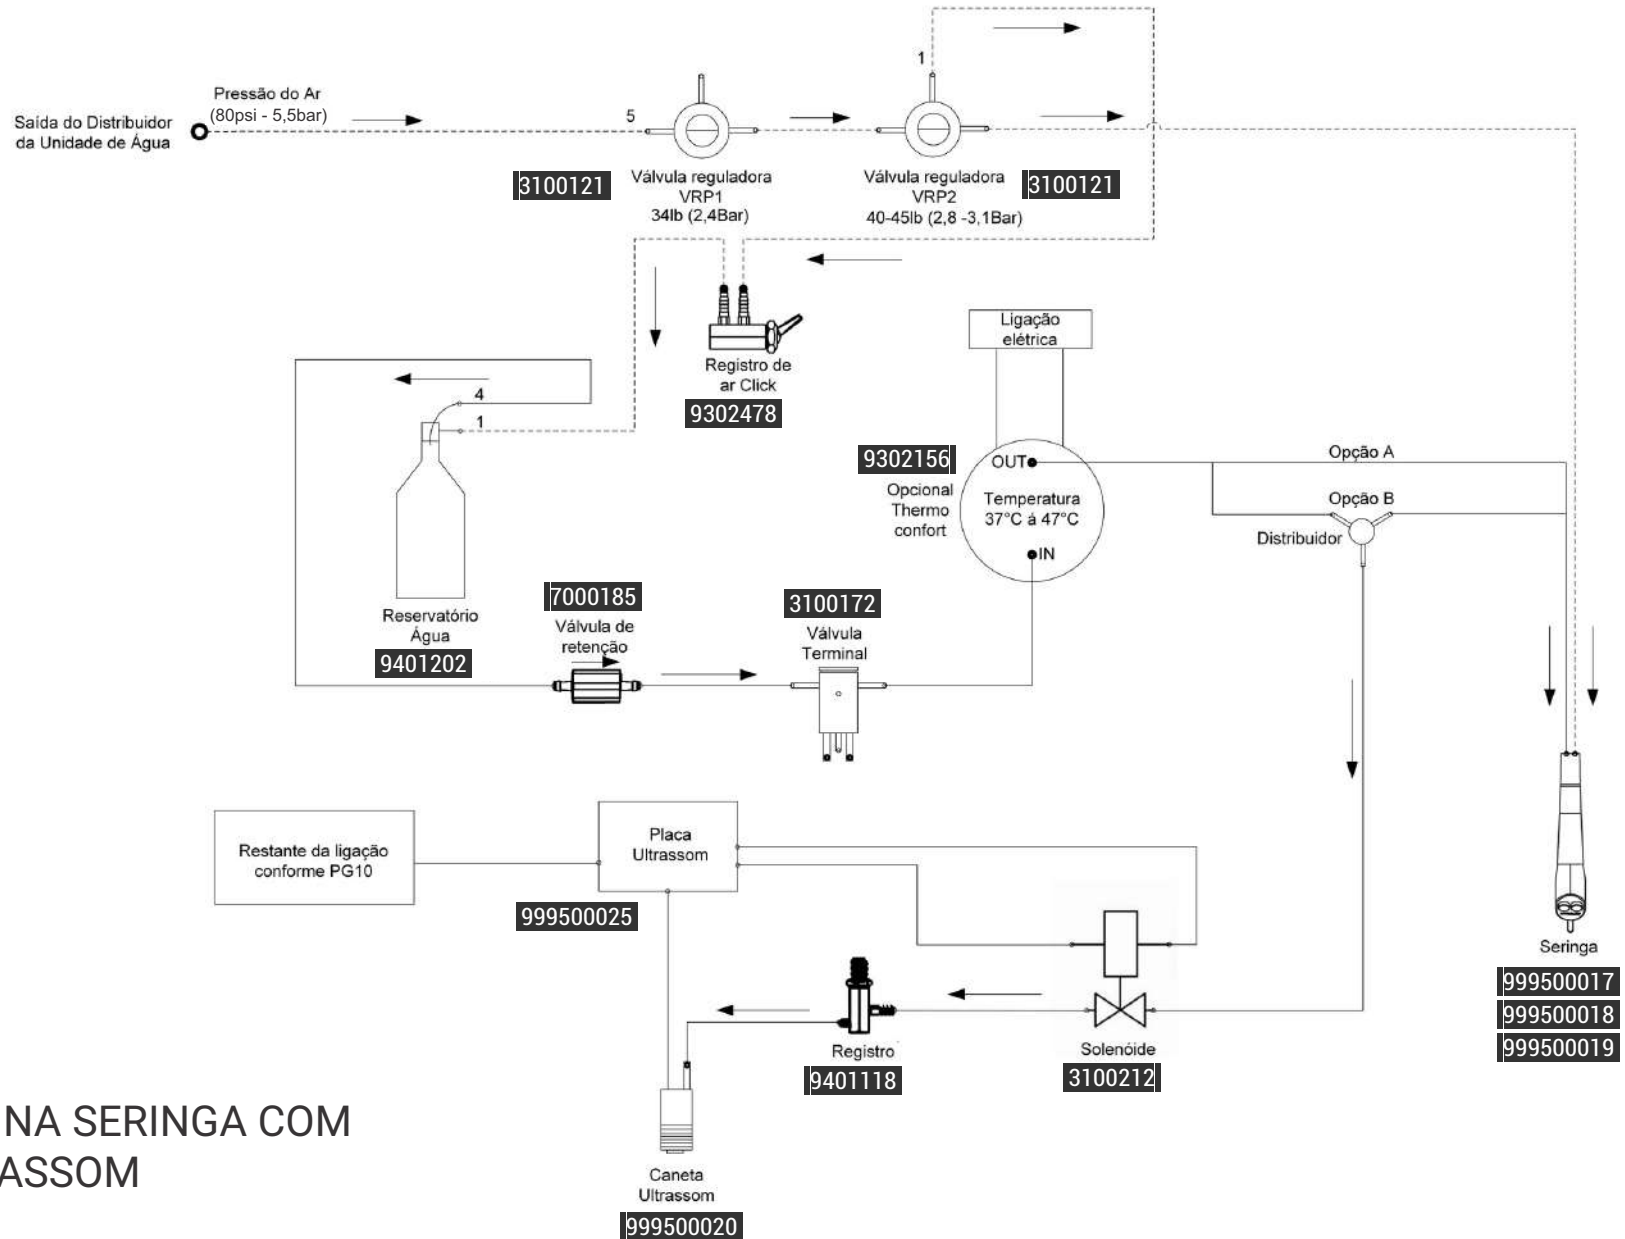 Pressão do Ar
(80psi - 5,5bar)
Saída do Distribuidor
da Unidade de Água
5
1
3100121
Válvula reguladora
VRP1
34lb (2,4Bar)
Válvula reguladora
VRP2
40-45lb (2,8 -3,1Bar)
3100121
Registro de
ar Click
9302478
4
1
Reservatório
Água
9401202
Ligação
elétrica
9302156
Opcional
Thermo
confort
OUT
Temperatura
37°C á 47°C
IN
Opção A
Opção B
Distribuidor
7000185
Válvula de
retenção
3100172
Válvula
Terminal
Restante da ligação
conforme PG10
Placa
Ultrassom
999500025
Seringa
999500017
999500018
999500019
Registro
9401118
Solenóide
3100212
Caneta
Ultrassom
999500020
NA SERINGA COM
ASSOM